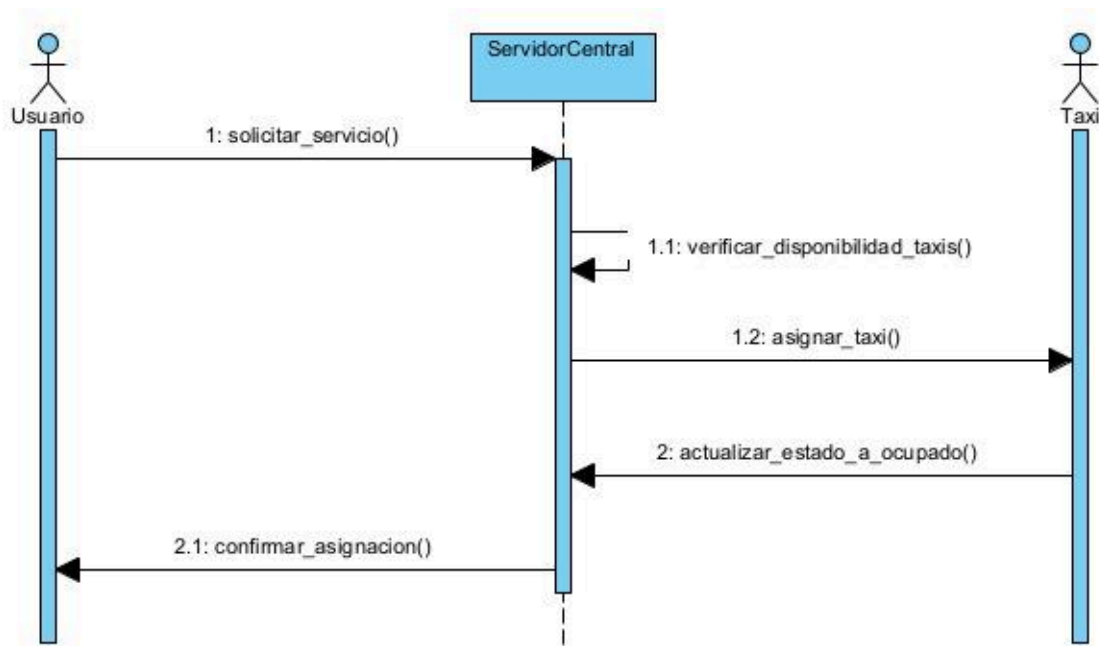 ServidorCentral
Usuario
Taxi
1: solicitar_servicio()
1.1: verificar_disponibilidad_taxis()
1.2: asignar_taxi()
2: actualizar_estado_a_ocupado()
2.1: confirmar_asignacion()